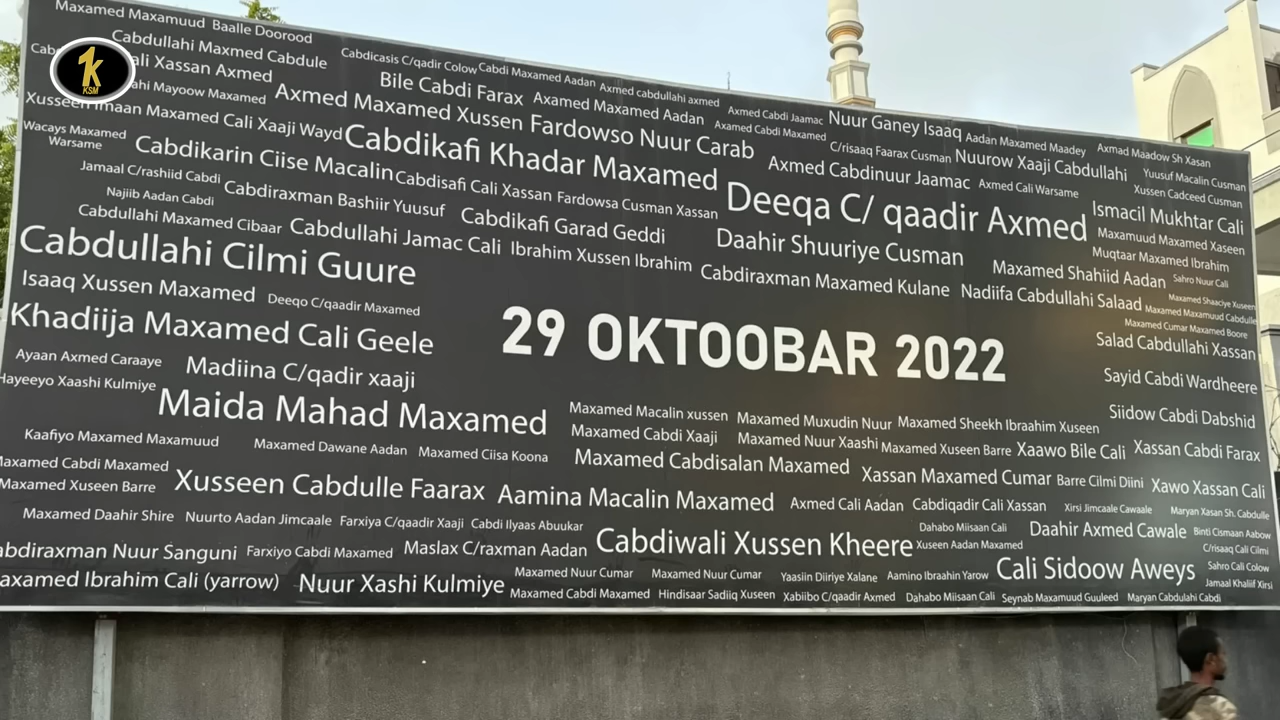 Maxamed Maxamuud Baalle Doorood
Cabdullahi Maxmed Cabdule
Cabdicasis C/qadir Colow Cabdi Maxamed Aadan Axmed cabdullahi axmed
ali Xassan Axmed
Bile Cabdi Farax Axamed Maxamed Aadan Axmed Cabdi Jaamac Nuur Ganey Isaaq Aadan Maxamed Maadey Axmad Maadow Sh Xasan
ahi Mayoow Maxamed Axmed Maxamed Xussen Fardowso Nuur Carab Axamed Cabdi Maxamed C/risaaq Faarax Cusman Nuurow Xaaji Cabdullahi Yuusuf Macalin Cusman
Xusseen Imaan Maxamed Cali Xaaji Wayd Cabdikafi Khadar Maxamed Axmed Cabdinuur Jaamac Axmed Cali Warsame Xussen Cadceed Cusman
Wacays Maxamed
Warsame
Cabdikarin Ciise Macalin Cabdisafi Cali Xassan Fardowsa Cusman Xassan Deeqa C/ qaadir Axmed Ismacil Mukhtar Cali
Jamaal C/rashiid Cabdi
Najiib Aadan Cabdi
Cabdiraxman Bashiir Yuusuf Cabdikafi Garad Geddi Daahir Shuuriye Cusman Maxamuud Maxamed Xaseen
Muqtaar Maxamed Ibrahim
Cabdullahi Maxamed Cibaar Cabdullahi Jamac Cali Ibrahim Xussen Ibrahim Maxamed Shahiid Aadan Sahro Nuur Cali
Cabdullahi Cilmi Guure Cabdiraxman Maxamed Kulane Nadiifa Cabdullahi Salaad Maxamed Shaaciye Xuseen
Maxamed Maxamuud Cabdulle
Isaaq Xussen Maxamed Deeqo C/qaadir Maxamed Maxamed Cumar Maxamed Boore
Khadiija Maxamed Cali Geele
29 OKTOOBAR 2022
Salad Cabdullahi Xassan
Ayaan Axmed Caraaye Madiina C/qadir xaaji Sayid Cabdi Wardheere
Hayeeyo Xaashi Kulmiye
Maida Mahad Maxamed Maxamed Macalin xussen Maxamed Muxudin Nuur Maxamed Sheekh Ibraahim Xuseen Siidow Cabdi Dabshid
Kaafiyo Maxamed Maxamuud Maxamed Dawane Aadan Maxamed Ciisa Koona Maxamed Cabdi Xaaji Maxamed Nuur Xaashi Maxamed Xuseen Barre Xaawo Bile Cali Xassan Cabdi Farax
Maxamed Cabdi Maxamed Maxamed Cabdisalan Maxamed Xassan Maxamed Cumar Barre Cilmi Diini Xawo Xassan Cali
Maxamed Xuseen Barre Xusseen Cabdulle Faarax Aamina Macalin Maxamed Axmed Cali Aadan Cabdiqadir Cali Xassan Xirsi Jimcaale Cawaale Maryan Xasan Sh. Cabdulle
Maxamed Daahir Shire Nuurto Aadan Jimcaale Farxiya C/qaadir Xaaji Cabdi Ilyaas Abuukar Dahabo Miisaan Cali Daahir Axmed Cawale Binti Cismaan Aabow
abdiraxman Nuur Sanguni Farxiyo Cabdi Maxamed Maslax C/raxman Aadan Cabdiwali Xussen Kheere Xuseen Aadan Maxamed C/risaaq Cali Cilmi
axamed Ibrahim Cali (yarrow) Nuur Xashi Kulmiye Maxamed Nuur Cumar Maxamed Nuur Cumar Yaasiin Diiriye Xalane Aamino Ibraahin Yarow Cali Sidoow Aweys Sahro Cali Colow
Jamaal Khaliif Xirsi
Maxamed Cabdi Maxamed Hindisaar Sadiiq Xuseen Xabiibo C/qaadir Axmed Dahabo Miisaan Cali Seynab Maxamuud Guuleed Maryan Cabdulahi Cabdi
1k
KSM